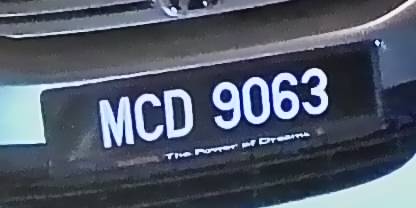 MCD 9063
The Power of Dreams